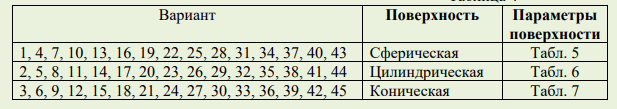 Вариант Поверхность Параметры поверхности
1, 4, 7, 10, 13, 16, 19, 22, 25, 28, 31, 34, 37, 40, 43 Сферическая Табл. 5
2, 5, 8, 11, 14, 17, 20, 23, 26, 29, 32, 35, 38, 41, 44 Цилиндрическая Табл. 6
3, 6, 9, 12, 15, 18, 21, 24, 27, 30, 33, 36, 39, 42, 45 Коническая Табл. 7